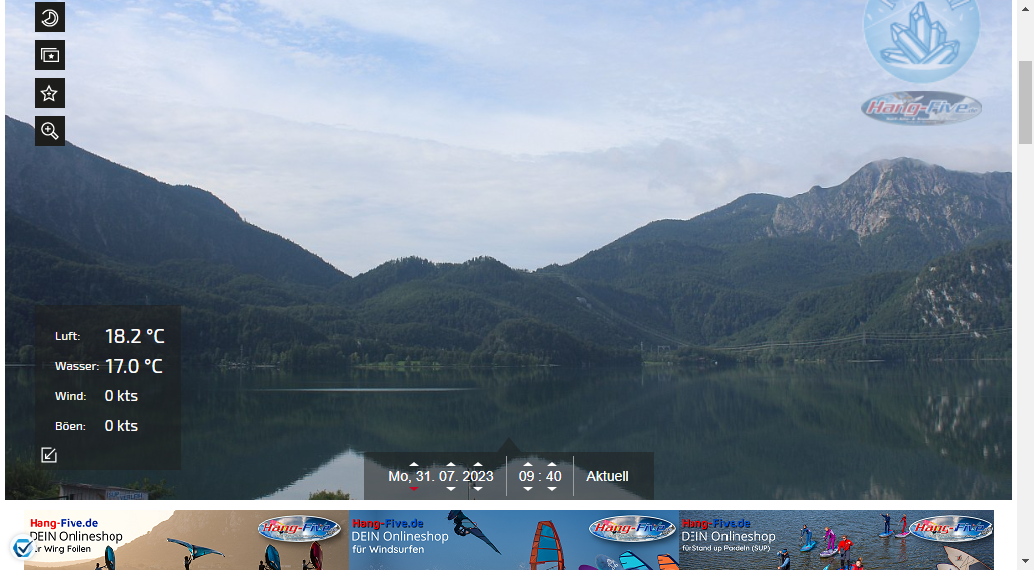 Hang-Five.de
Luft: 18.2 °C
Wasser: 17.0 °C
Wind: 0 kts
Böen: 0 kts
Mo, 31. 07. 2023 09 : 40 Aktuell
Hang-Five.de
DEIN Onlineshop
für Wing Foilen
Hang-Five
Hang-Five.de
DEIN Onlineshop
für Windsurfen
Hang-Five
Hang-Five.de
DEIN Onlineshop
für Stand up Paddeln (SUP)
Hang-Five